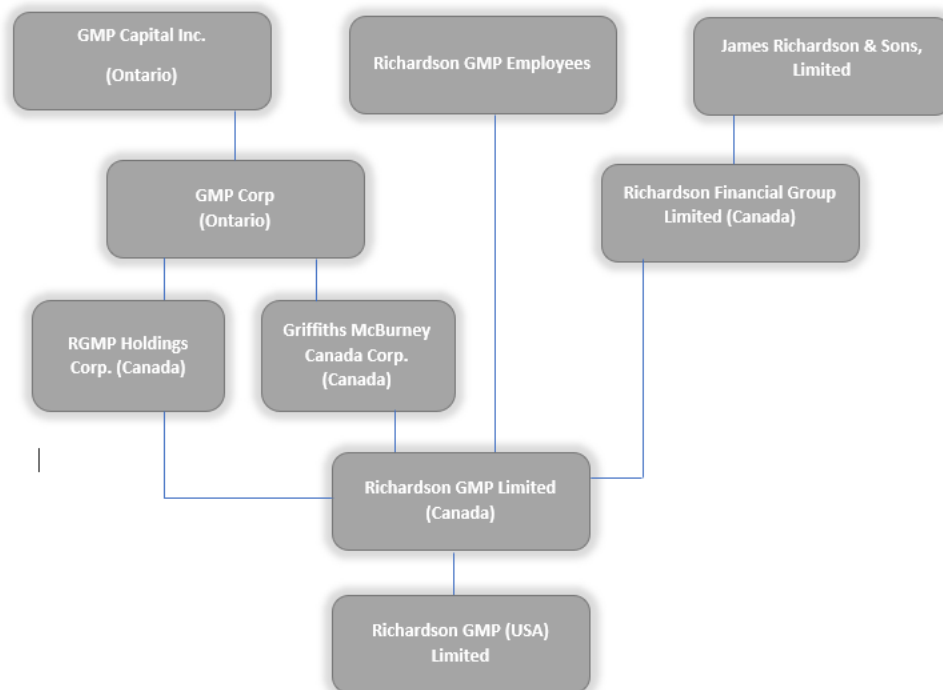 GMP Capital Inc.
(Ontario)
Richardson GMP Employees
James Richardson & Sons,
Limited
GMP Corp
(Ontario)
Richardson Financial Group
Limited (Canada)
RGMP Holdings
Corp. (Canada)
Griffiths McBurney
Canada Corp.
(Canada)
Richardson GMP Limited
(Canada)
Richardson GMP (USA)
Limited